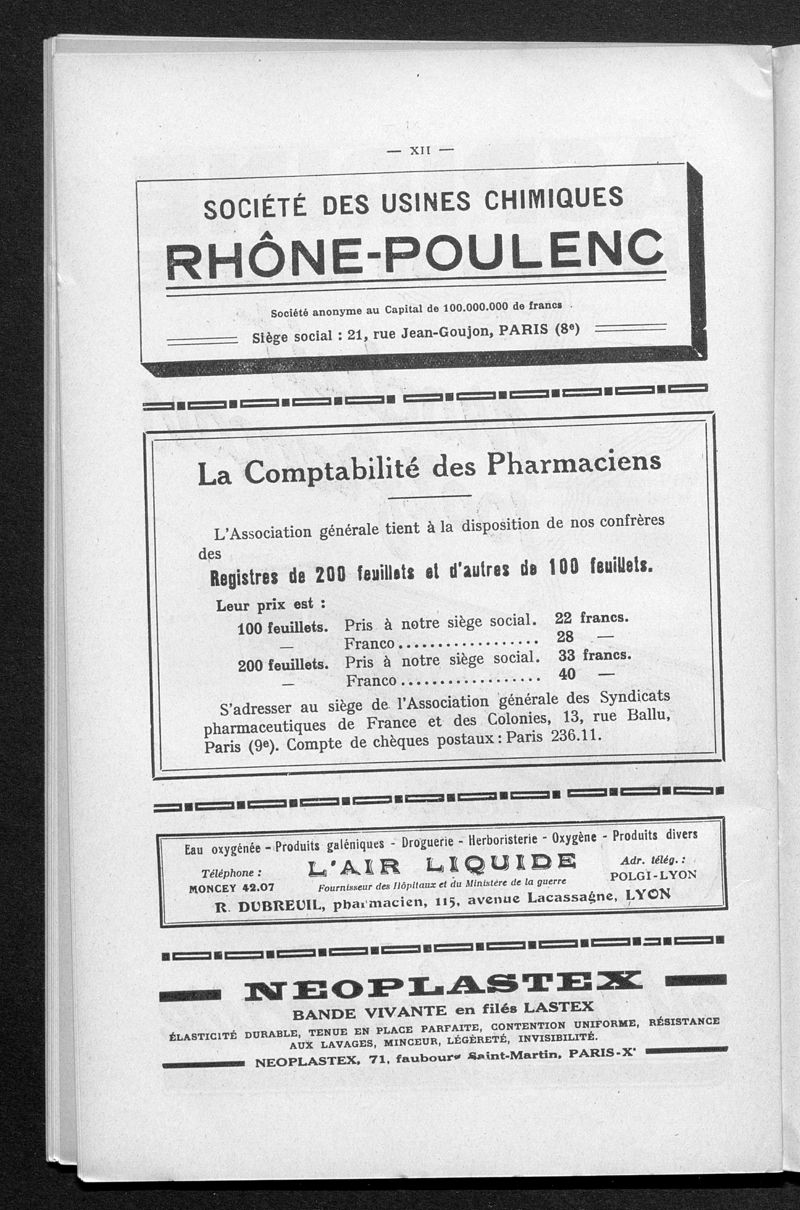 — XII —
SOCIÉTÉ DES USINES CHIMIQUES
RHÔNE-POULENC
Société anonyme au Capital de 100.000.000 de francs
Siège social : 21, rue Jean-Goujon, PARIS (8e)
La Comptabilité des Pharmaciens
L'Association générale tient à la disposition de nos confrères
des
Registres de 200 feuillets et d'autres de 100 feuillets.
Leur prix est :
100 feuillets. Pris à notre siège social. 22 francs.
— Franco.................. 28 —
200 feuillets. Pris à notre siège social. 33 francs.
— Franco.................. 40 —
S'adresser au siège de l'Association générale des Syndicats
pharmaceutiques de France et des Colonies, 13, rue Ballu,
Paris (9e). Compte de chèques postaux : Paris 236.11.
Eau oxygénée - Produits galéniques - Droguerie - Herboristerie - Oxygène - Produits divers
Téléphone :
MONCEY 42.07
L'AIR LIQUIDE
Fournisseur des Hôpitaux et du Ministère de la guerre
Adr. télég. :
POLGI-LYON
R. DUBREUIL, pharmacien, 115, avenue Lacassagne, LYON
NEOPLASTEX
BANDE VIVANTE en filés LASTEX
ÉLASTICITÉ DURABLE, TENUE EN PLACE PARFAITE, CONTENTION UNIFORME, RÉSISTANCE
AUX LAVAGES, MINCEUR, LÉGÈRETÉ, INVISIBILITÉ.
NEOPLASTEX, 71, faubourg Saint-Martin, PARIS-Xe